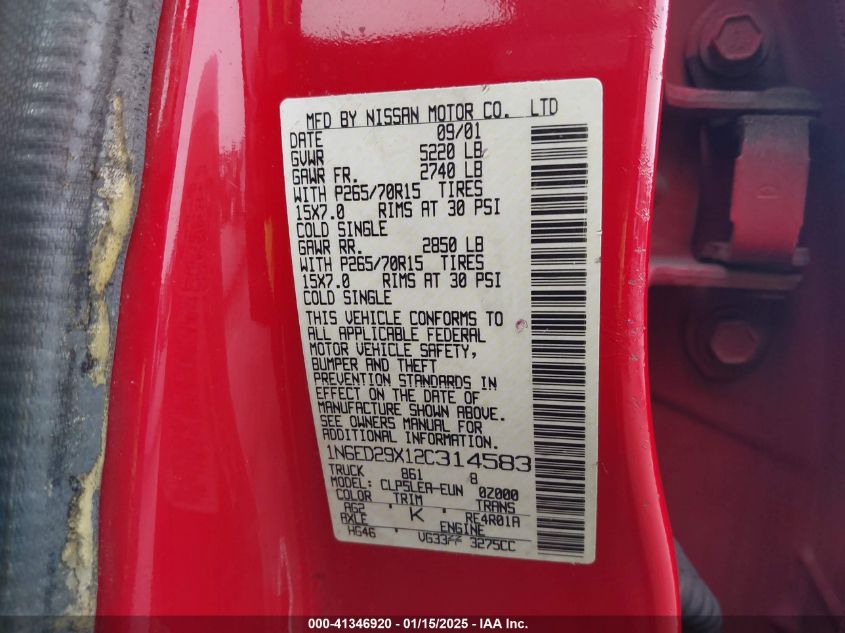 MFD BY NISSAN MOTOR CO. LTD
DATE 09/01
GVWR 5220 LB
GAWR FR. 2740 LB
WITH P265/70R15 TIRES
15X7.0 RIMS AT 30 PSI
COLD SINGLE
GAWR RR. 2850 LB
WITH P265/70R15 TIRES
15X7.0 RIMS AT 30 PSI
COLD SINGLE
THIS VEHICLE CONFORMS TO
ALL APPLICABLE FEDERAL
MOTOR VEHICLE SAFETY,
BUMPER AND THEFT
PREVENTION STANDARDS IN
EFFECT ON THE DATE OF
MANUFACTURE SHOWN ABOVE.
SEE OWNERS MANUAL FOR
ADDITIONAL INFORMATION.
1N6ED29X12C314583
TRUCK 861 8
MODEL: CLPSLEA-EUN 0Z000
COLOR TRIM TRANS
AG2 K RE4R01A
AXLE ENGINE
HG46 VG33 3275CC
000-41346920 - 01/15/2025 - IAA Inc.